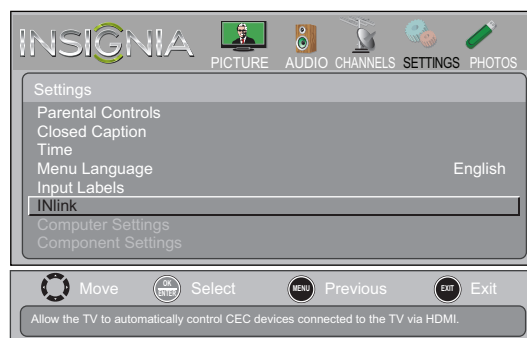 INSIGNIA
PICTURE AUDIO CHANNELS SETTINGS PHOTOS
Settings
Parental Controls
Closed Caption
Time
Menu Language English
Input Labels
INlink
Computer Settings
Component Settings
Move OK ENTER Select MENU Previous EXIT Exit
Allow the TV to automatically control CEC devices connected to the TV via HDMI.